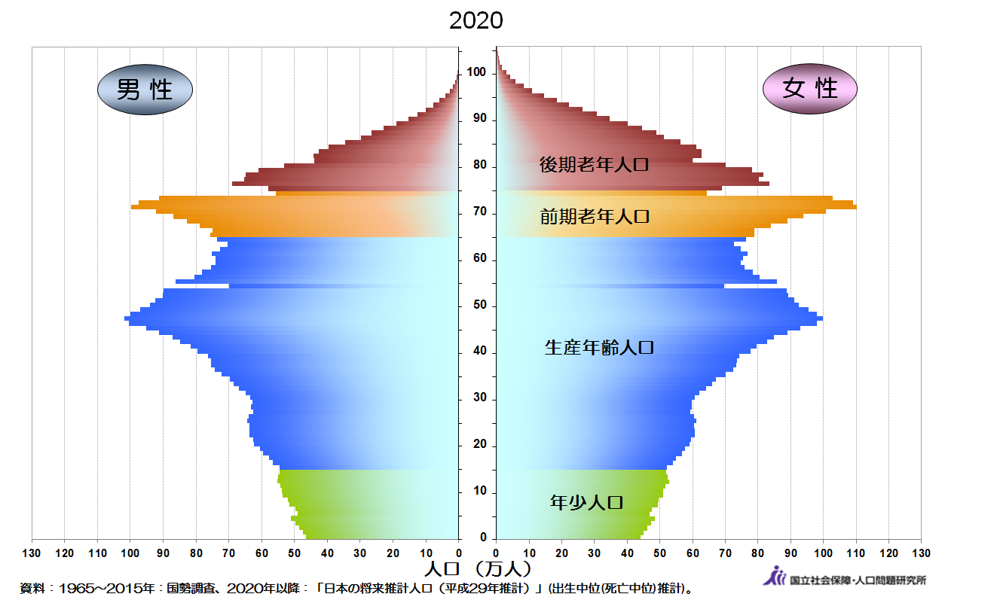 2020
男性
女性
100
90
80
70
60
50
40
30
20
10
0
後期老年人口
前期老年人口
生産年齢人口
年少人口
130 120 110 100 90 80 70 60 50 40 30 20 10 0
0 10 20 30 40 50 60 70 80 90 100 110 120 130
人口 （万人）
国立社会保障・人口問題研究所
資料：1965～2015年：国勢調査、2020年以降：「日本の将来推計人口（平成29年推計）」(出生中位(死亡中位)推計)。